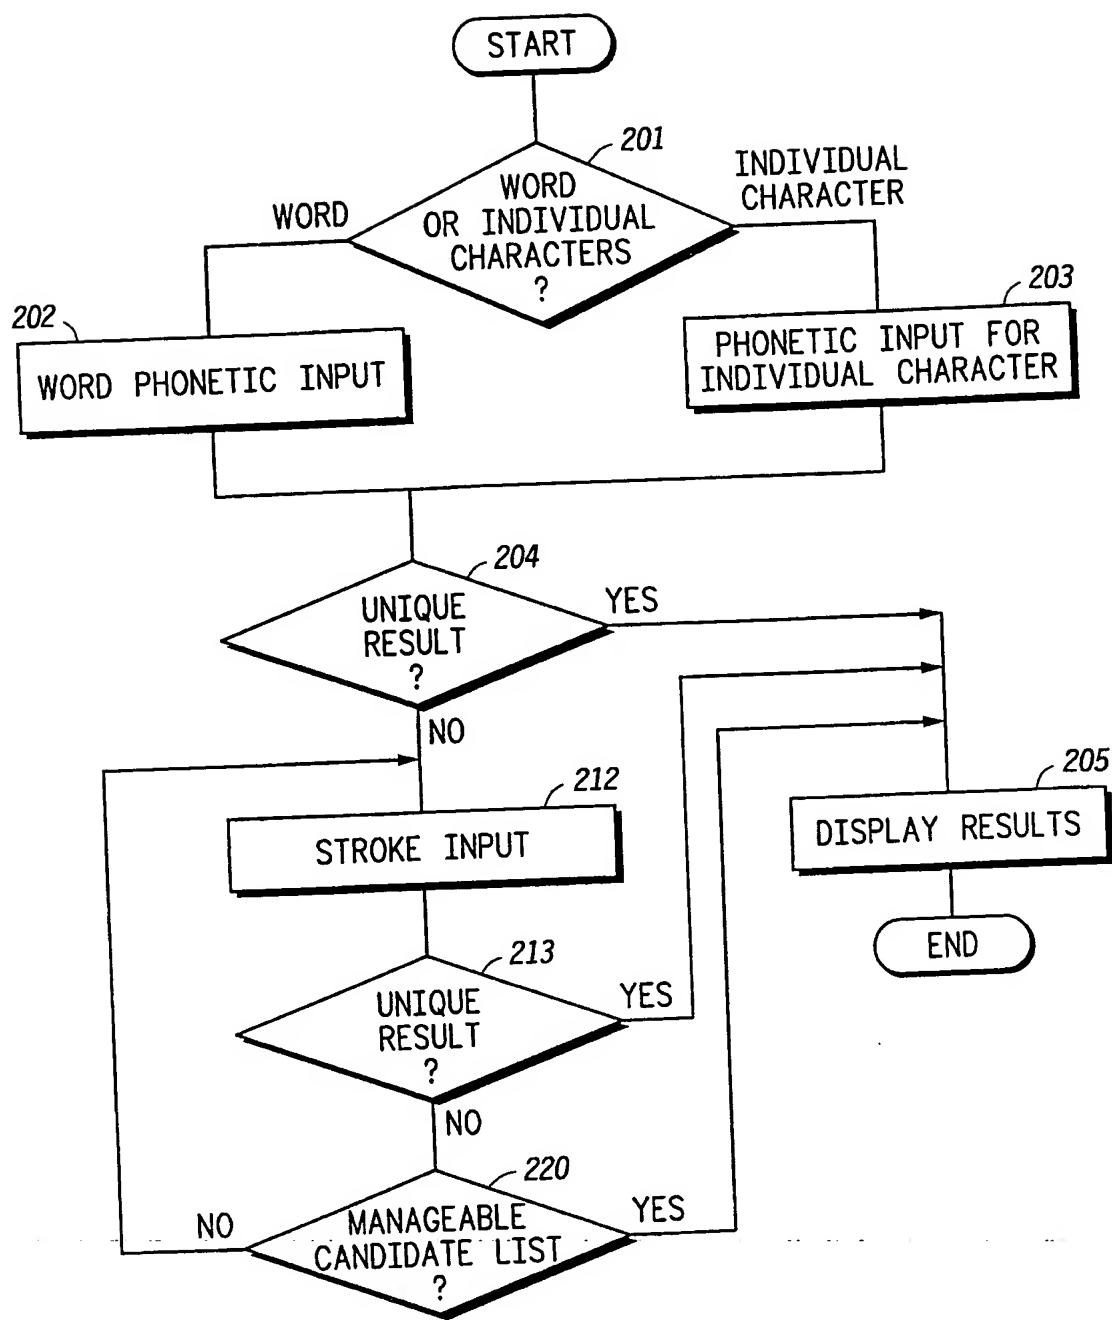 START
201
WORD
OR INDIVIDUAL
CHARACTERS
?
WORD
INDIVIDUAL
CHARACTER
202
WORD PHONETIC INPUT
203
PHONETIC INPUT FOR
INDIVIDUAL CHARACTER
204
UNIQUE
RESULT
?
YES
NO
212
STROKE INPUT
205
DISPLAY RESULTS
END
213
UNIQUE
RESULT
?
YES
NO
220
MANAGEABLE
CANDIDATE LIST
?
NO
YES